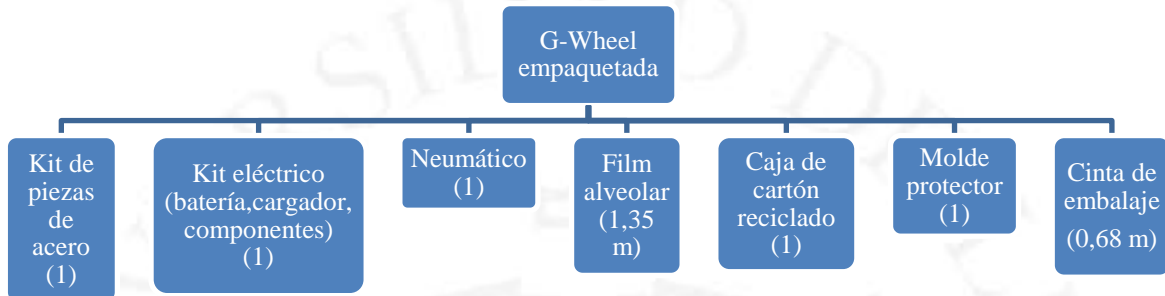 G-Wheel
empaquetada
Kit de
piezas
de
acero
(1)
Kit eléctrico
(batería,cargador,
componentes)
(1)
Neumático
(1)
Film
alveolar
(1,35
m)
Caja de
cartón
reciclado
(1)
Molde
protector
(1)
Cinta de
embalaje
(0,68 m)